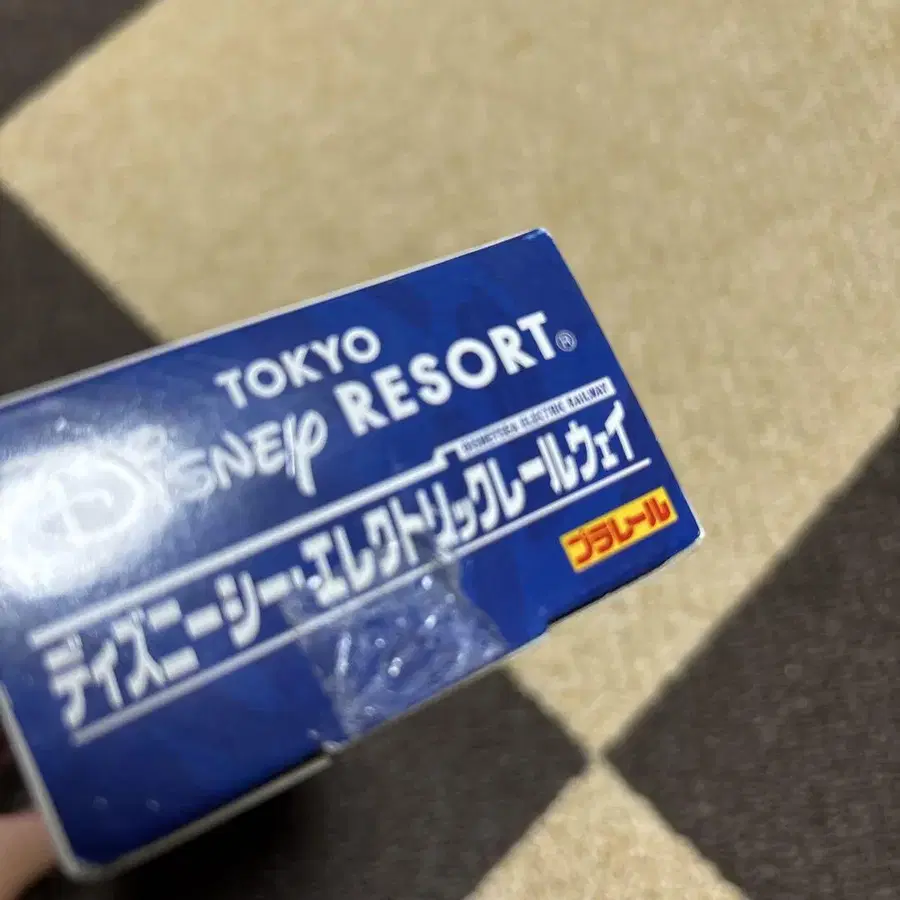 TOKYO
Disney RESORT®
DISNEYSEA ELECTRIC RAILWAY
ディズニーシー・エレクトリックレールウェイ
プラレール